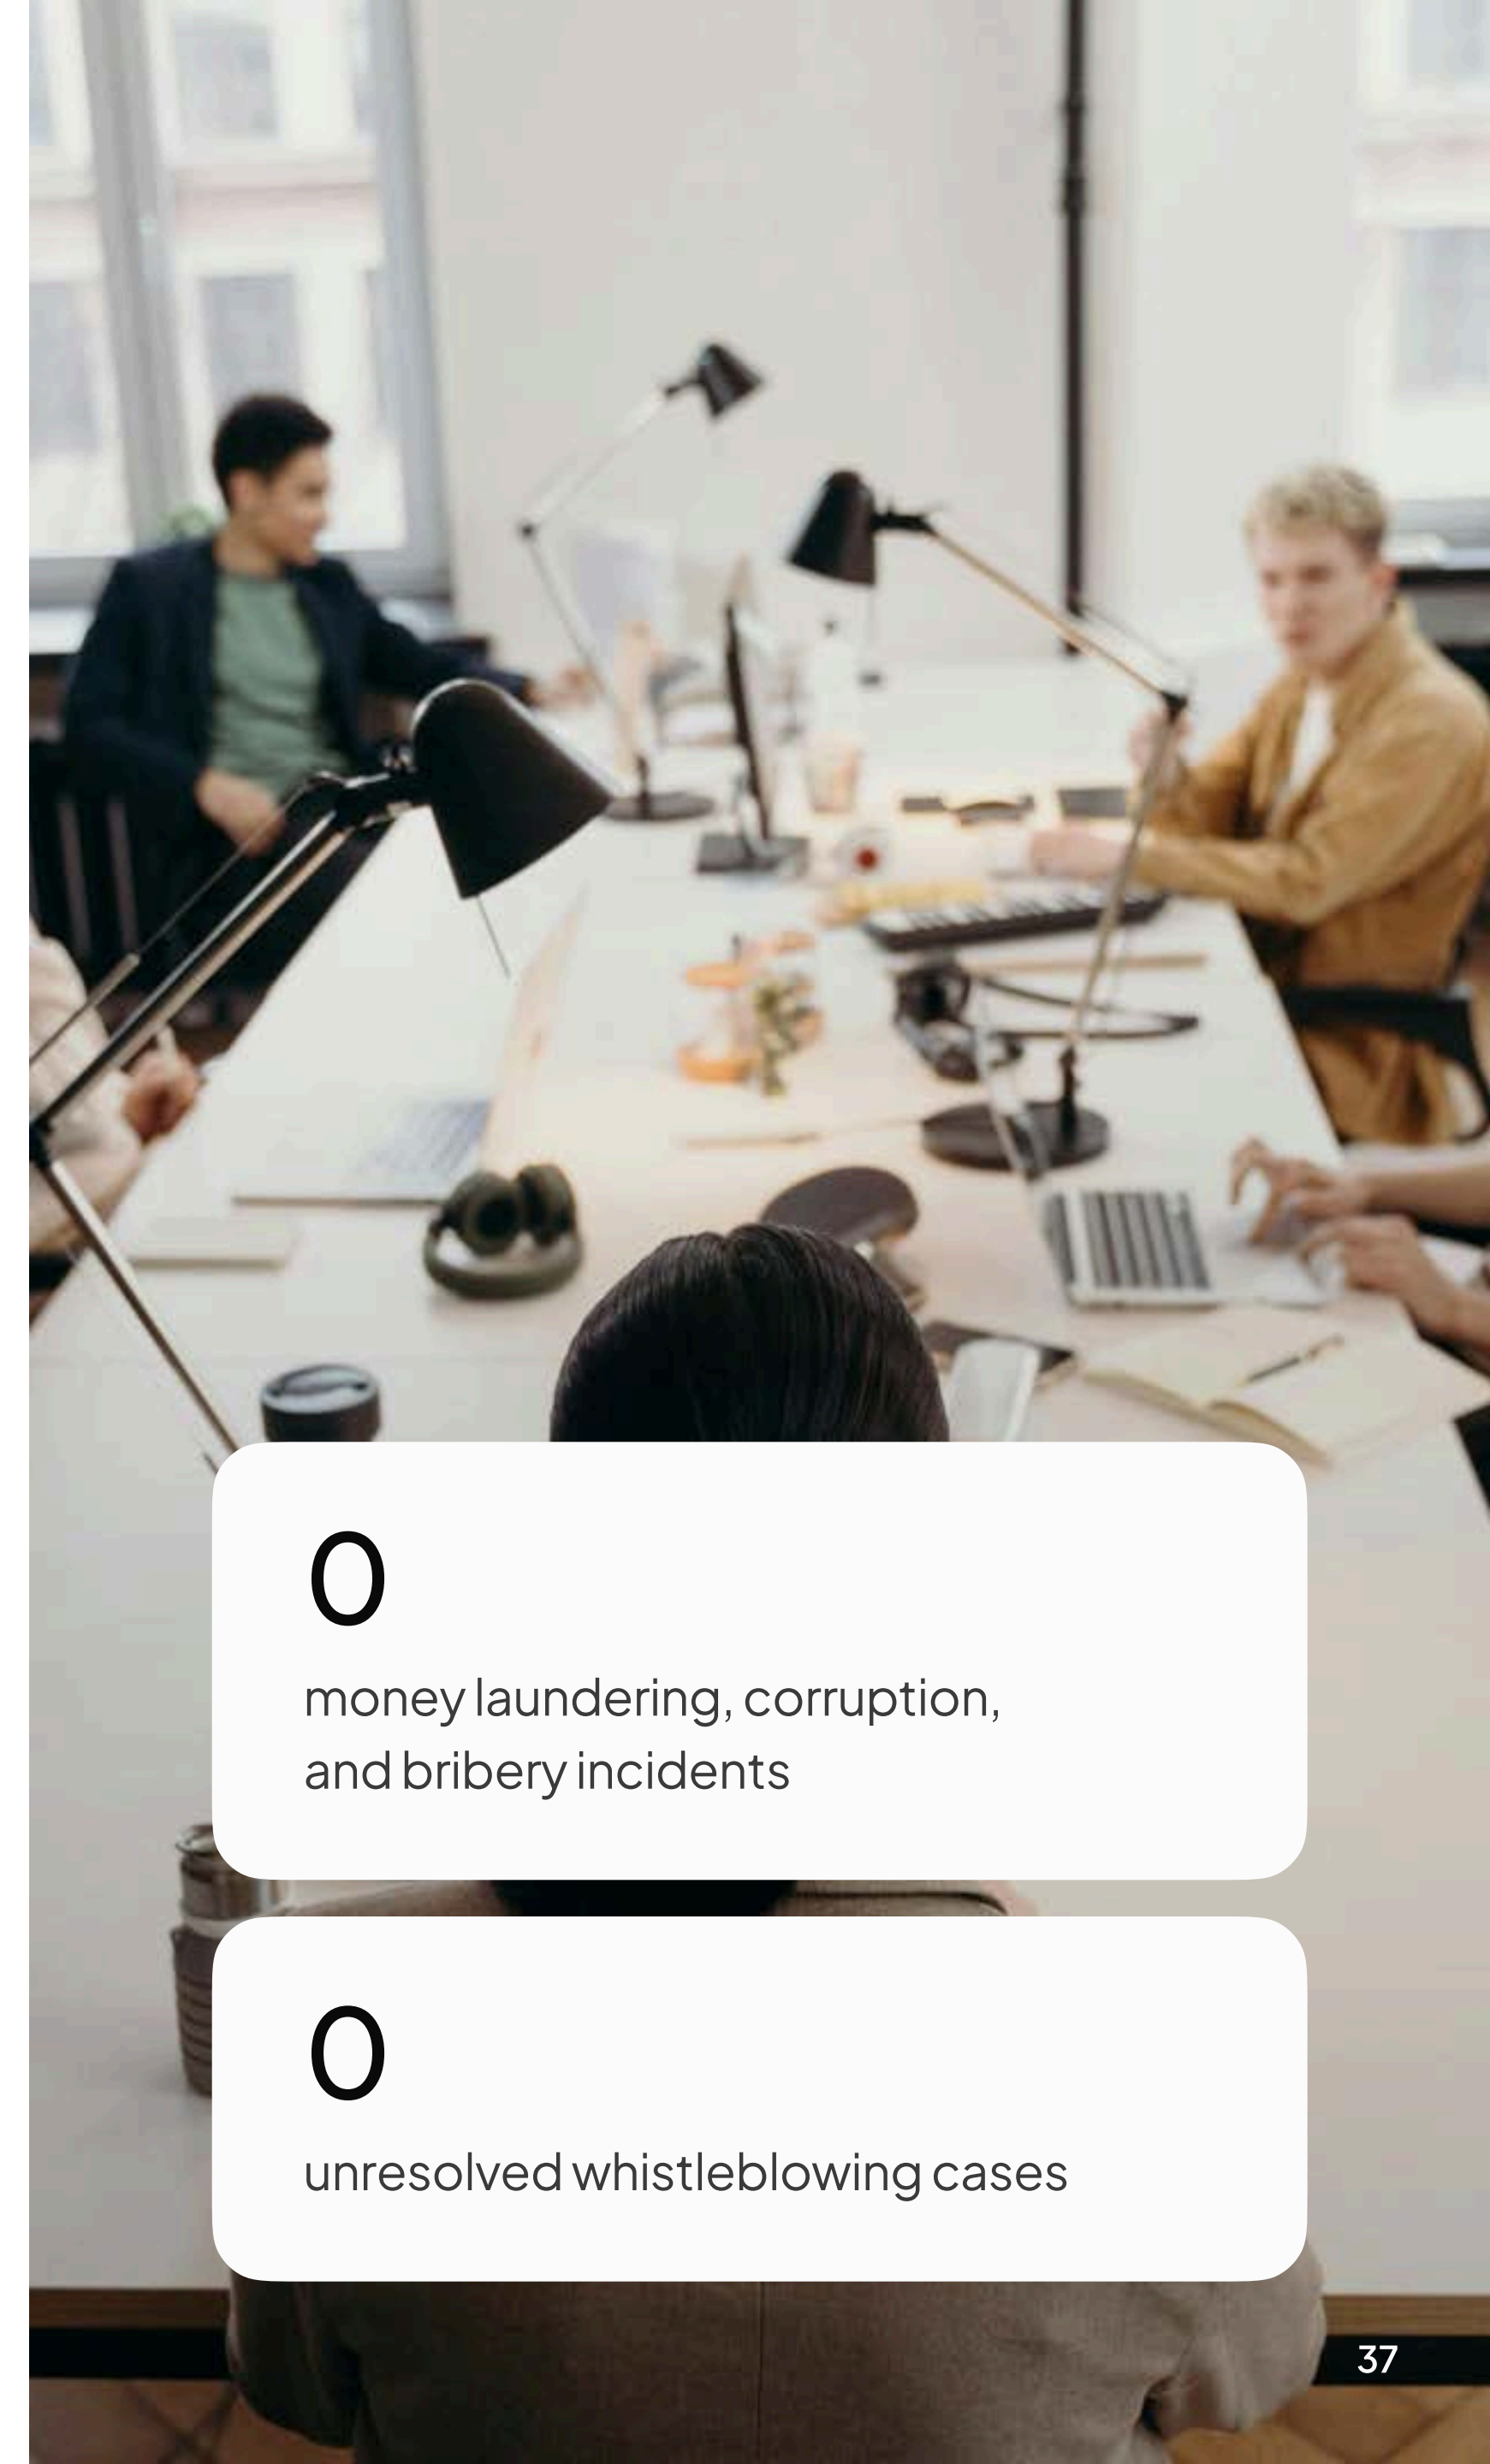 0
money laundering, corruption,
and bribery incidents
0
unresolved whistleblowing cases
37